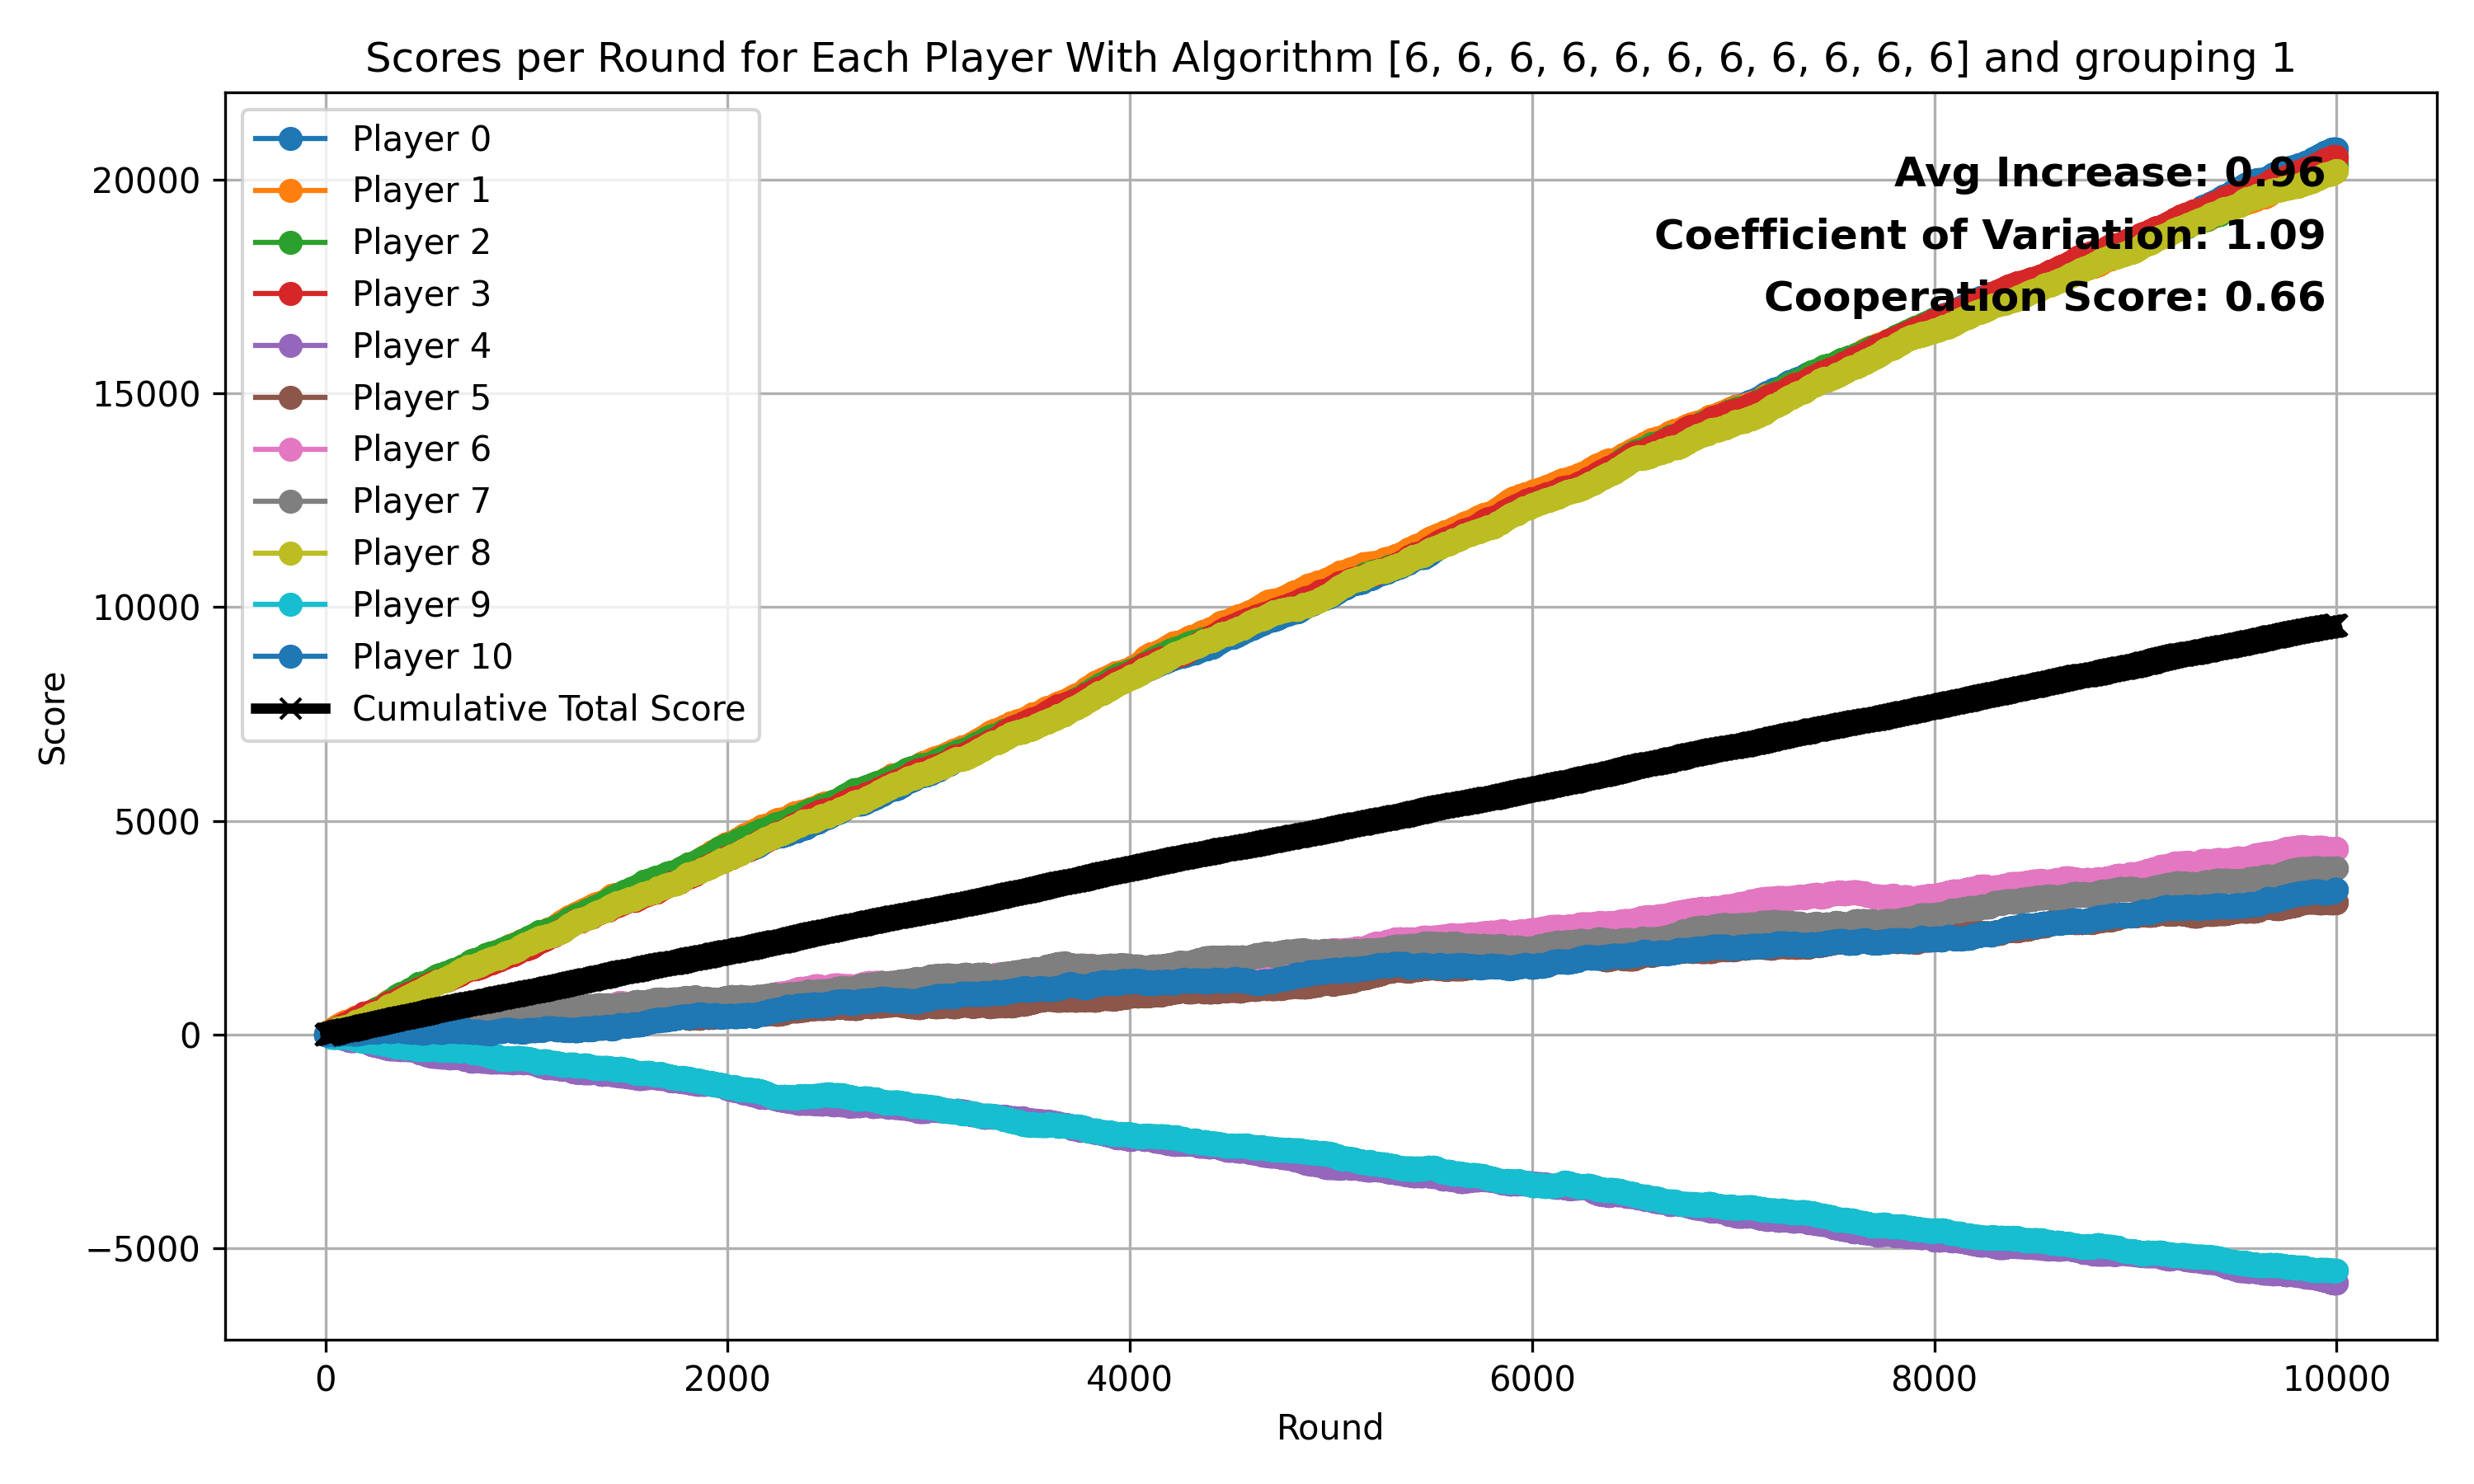 Scores per Round for Each Player With Algorithm [6, 6, 6, 6, 6, 6, 6, 6, 6, 6, 6] and grouping 1
Player 0
Player 1
Player 2
Player 3
Player 4
Player 5
Player 6
Player 7
Player 8
Player 9
Player 10
Cumulative Total Score
Avg Increase: 0.96
Coefficient of Variation: 1.09
Cooperation Score: 0.66
Score
20000
15000
10000
5000
0
−5000
0 2000 4000 6000 8000 10000
Round